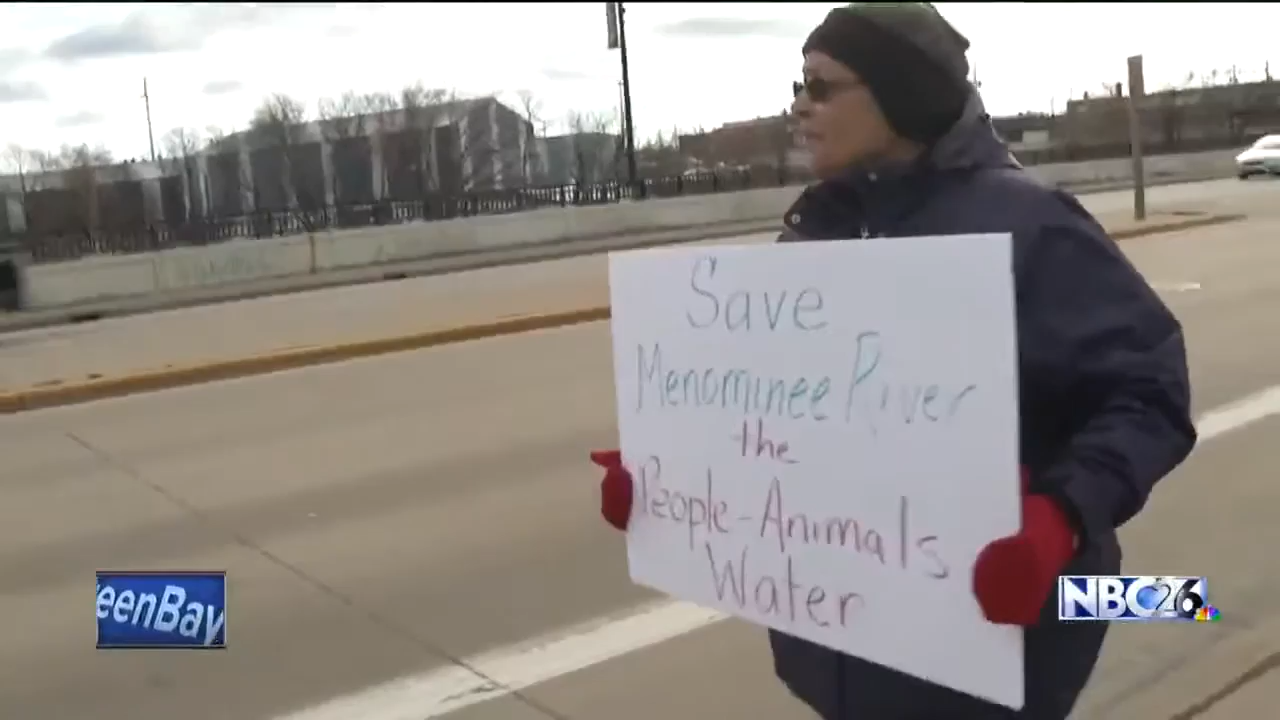 Save
Menominee River
the
People-Animals
Water
eenBay
NBC26